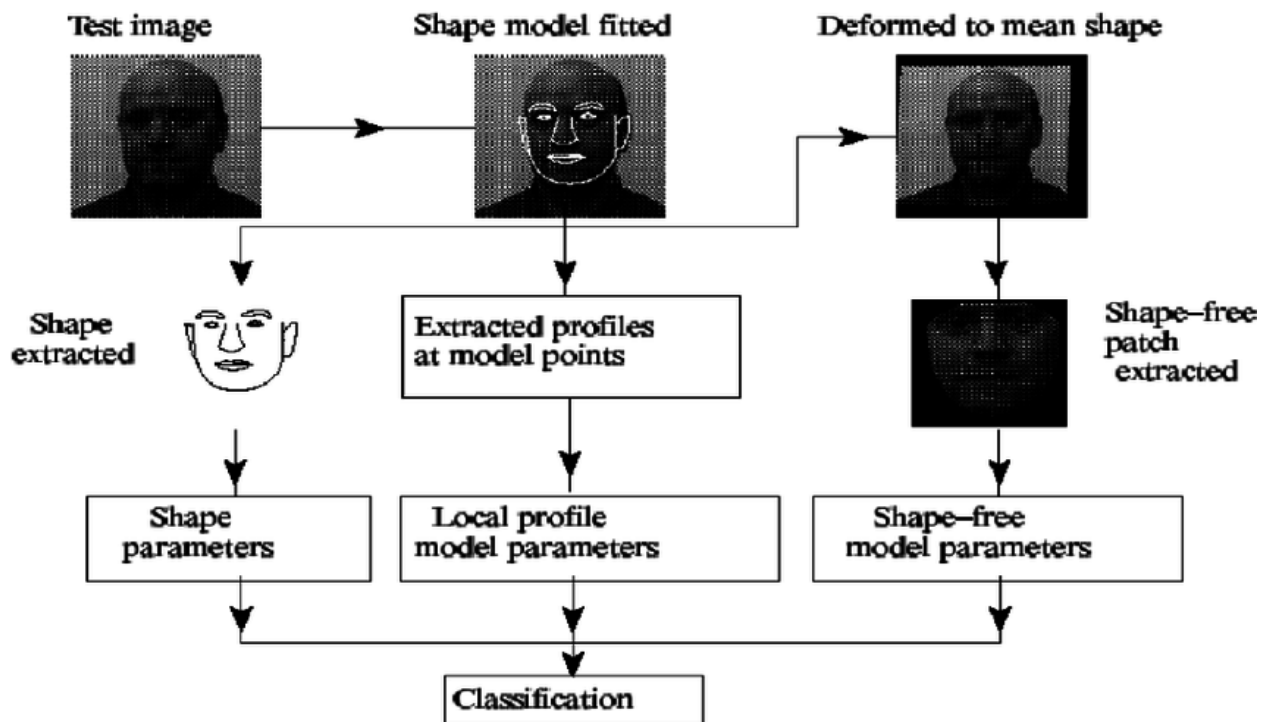 Test image
Shape model fitted
Deformed to mean shape
Shape
extracted
Extracted profiles
at model points
Shape–free
patch
extracted
Shape
parameters
Local profile
model parameters
Shape–free
model parameters
Classification